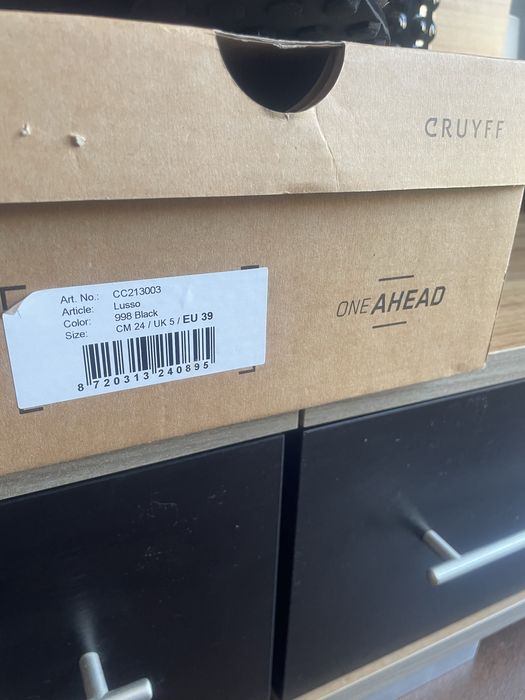 CRUYFF
Art. No.: CC213003
Article: Lusso
Color: 998 Black
Size: CM 24 / UK 5 / EU 39
8 720313 240895
ONE AHEAD